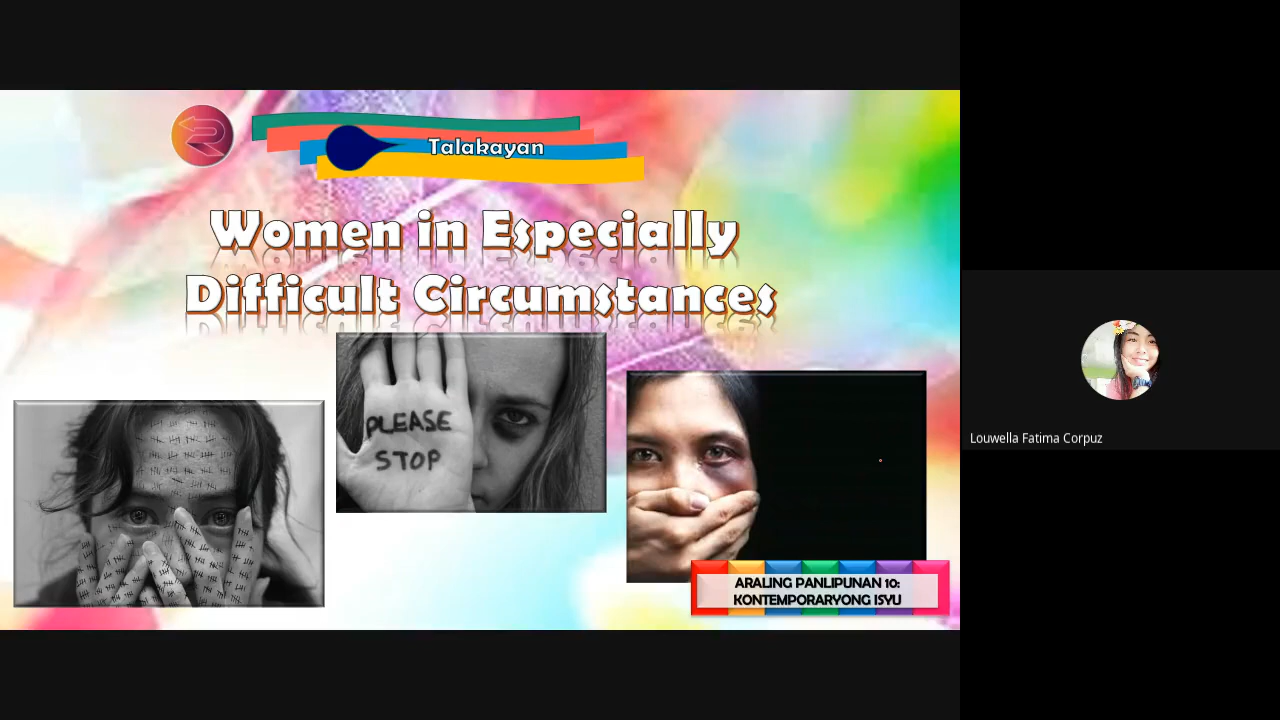 Talakayan
Women in Especially
Difficult Circumstances
PLEASE
STOP
ARALING PANLIPUNAN 10:
KONTEMPORARYONG ISYU
Louwella Fatima Corpuz